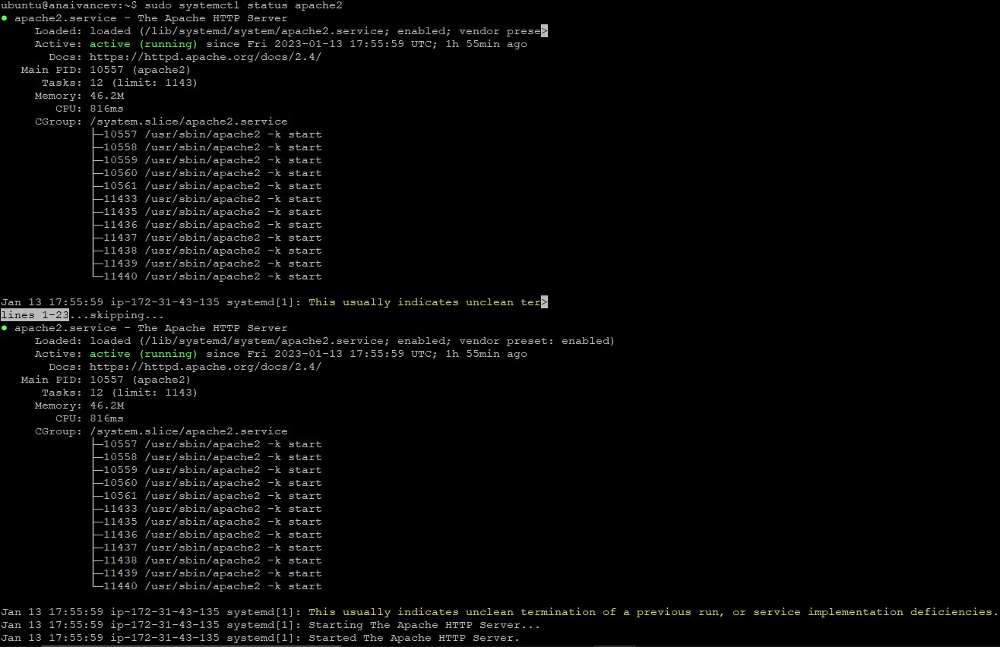 ubuntu@anaivancev:~$ sudo systemctl status apache2
● apache2.service - The Apache HTTP Server
     Loaded: loaded (/lib/systemd/system/apache2.service; enabled; vendor prese>
     Active: active (running) since Fri 2023-01-13 17:55:59 UTC; 1h 55min ago
       Docs: https://httpd.apache.org/docs/2.4/
   Main PID: 10557 (apache2)
      Tasks: 12 (limit: 1143)
     Memory: 46.2M
        CPU: 816ms
     CGroup: /system.slice/apache2.service
             ├─10557 /usr/sbin/apache2 -k start
             ├─10558 /usr/sbin/apache2 -k start
             ├─10559 /usr/sbin/apache2 -k start
             ├─10560 /usr/sbin/apache2 -k start
             ├─10561 /usr/sbin/apache2 -k start
             ├─11433 /usr/sbin/apache2 -k start
             ├─11435 /usr/sbin/apache2 -k start
             ├─11436 /usr/sbin/apache2 -k start
             ├─11437 /usr/sbin/apache2 -k start
             ├─11438 /usr/sbin/apache2 -k start
             ├─11439 /usr/sbin/apache2 -k start
             └─11440 /usr/sbin/apache2 -k start

Jan 13 17:55:59 ip-172-31-43-135 systemd[1]: This usually indicates unclean ter>
lines 1-23...skipping...
● apache2.service - The Apache HTTP Server
     Loaded: loaded (/lib/systemd/system/apache2.service; enabled; vendor preset: enabled)
     Active: active (running) since Fri 2023-01-13 17:55:59 UTC; 1h 55min ago
       Docs: https://httpd.apache.org/docs/2.4/
   Main PID: 10557 (apache2)
      Tasks: 12 (limit: 1143)
     Memory: 46.2M
        CPU: 816ms
     CGroup: /system.slice/apache2.service
             ├─10557 /usr/sbin/apache2 -k start
             ├─10558 /usr/sbin/apache2 -k start
             ├─10559 /usr/sbin/apache2 -k start
             ├─10560 /usr/sbin/apache2 -k start
             ├─10561 /usr/sbin/apache2 -k start
             ├─11433 /usr/sbin/apache2 -k start
             ├─11435 /usr/sbin/apache2 -k start
             ├─11436 /usr/sbin/apache2 -k start
             ├─11437 /usr/sbin/apache2 -k start
             ├─11438 /usr/sbin/apache2 -k start
             ├─11439 /usr/sbin/apache2 -k start
             └─11440 /usr/sbin/apache2 -k start

Jan 13 17:55:59 ip-172-31-43-135 systemd[1]: This usually indicates unclean termination of a previous run, or service implementation deficiencies.
Jan 13 17:55:59 ip-172-31-43-135 systemd[1]: Starting The Apache HTTP Server...
Jan 13 17:55:59 ip-172-31-43-135 systemd[1]: Started The Apache HTTP Server.